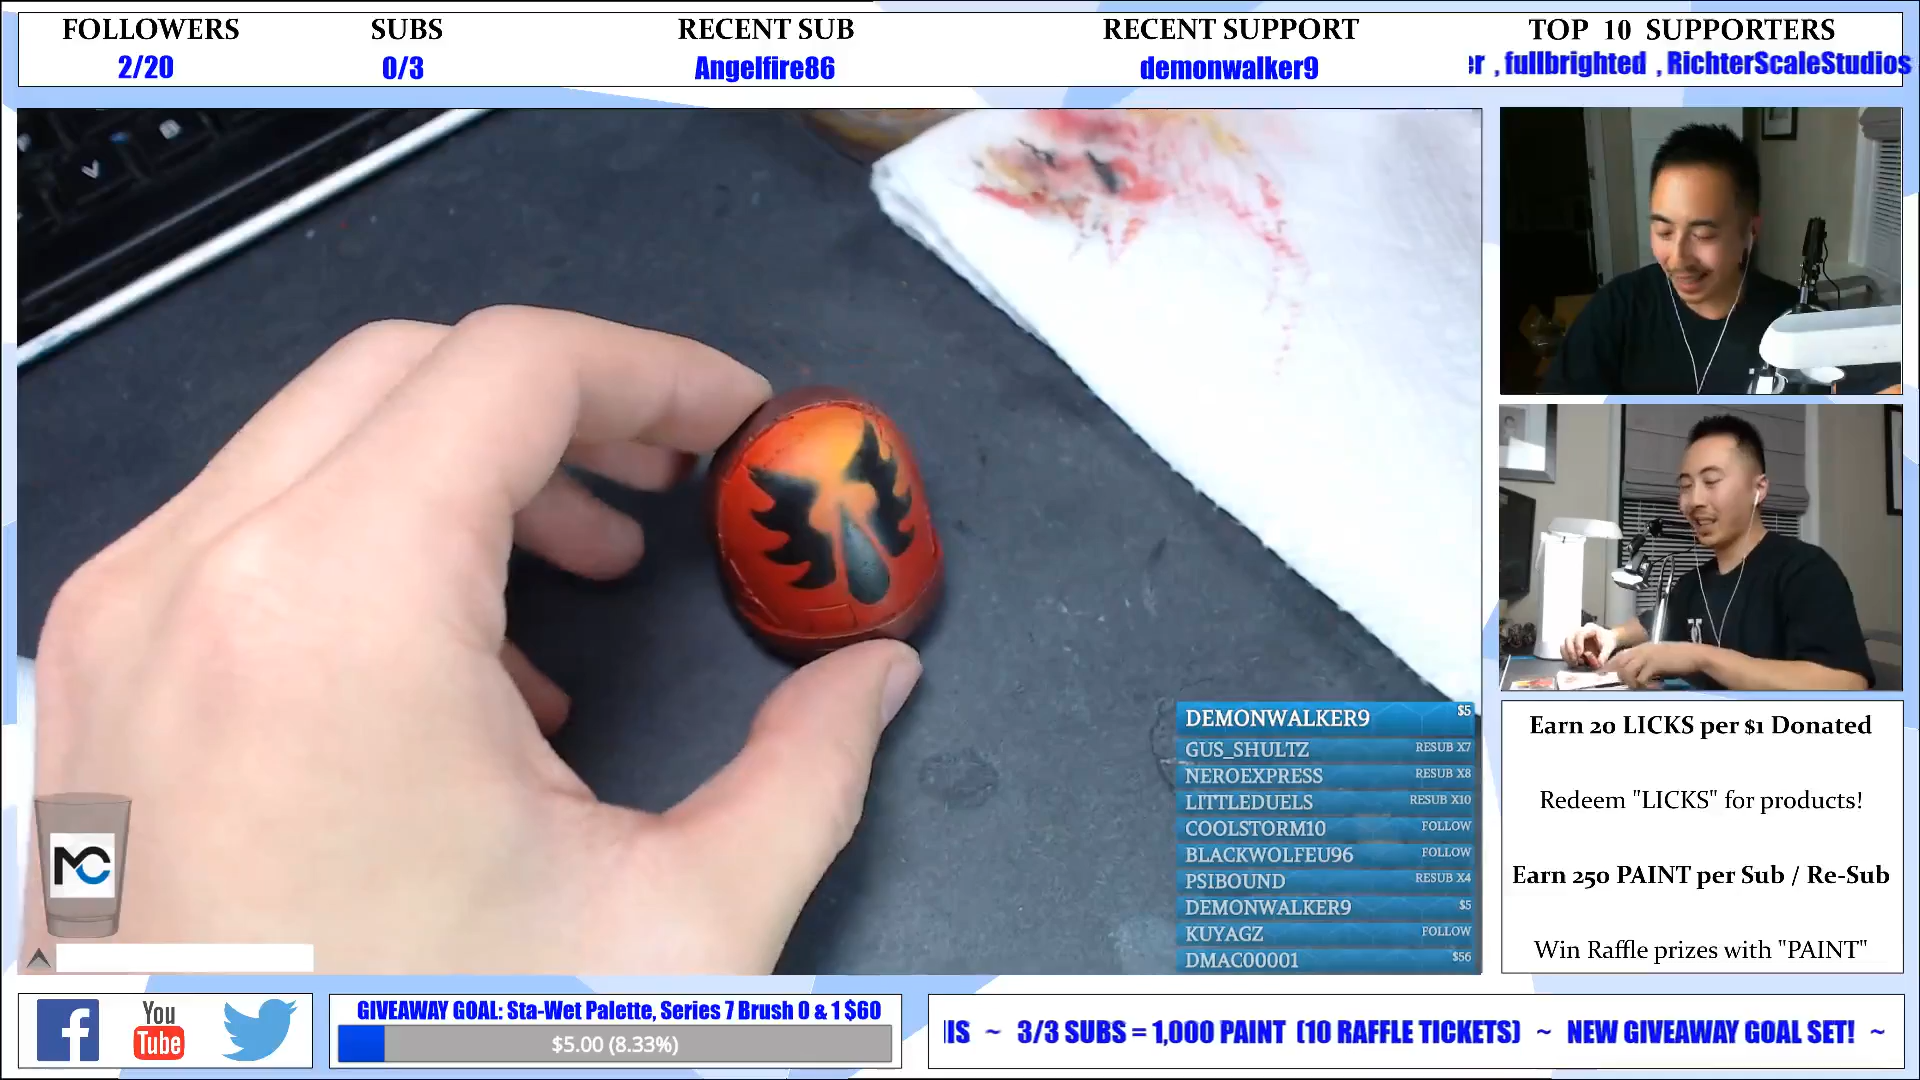 FOLLOWERS
2/20
SUBS
0/3
RECENT SUB
Angelfire86
RECENT SUPPORT
demonwalker9
TOP 10 SUPPORTERS
er , fullbrighted , RichterScaleStudios
V
DEMONWALKER9 $5
GUS_SHULTZ RESUB X7
NEROEXPRESS RESUB X8
LITTLEDUELS RESUB X10
COOLSTORM10 FOLLOW
BLACKWOLFEU96 FOLLOW
PSIBOUND RESUB X4
DEMONWALKER9 $5
KUYAGZ FOLLOW
DMAC00001 $56
Earn 20 LICKS per $1 Donated
Redeem "LICKS" for products!
Earn 250 PAINT per Sub / Re-Sub
Win Raffle prizes with "PAINT"
MC
f
You
Tube
GIVEAWAY GOAL: Sta-Wet Palette, Series 7 Brush 0 & 1 $60
$5.00 (8.33%)
IS ~ 3/3 SUBS = 1,000 PAINT (10 RAFFLE TICKETS) ~ NEW GIVEAWAY GOAL SET! ~